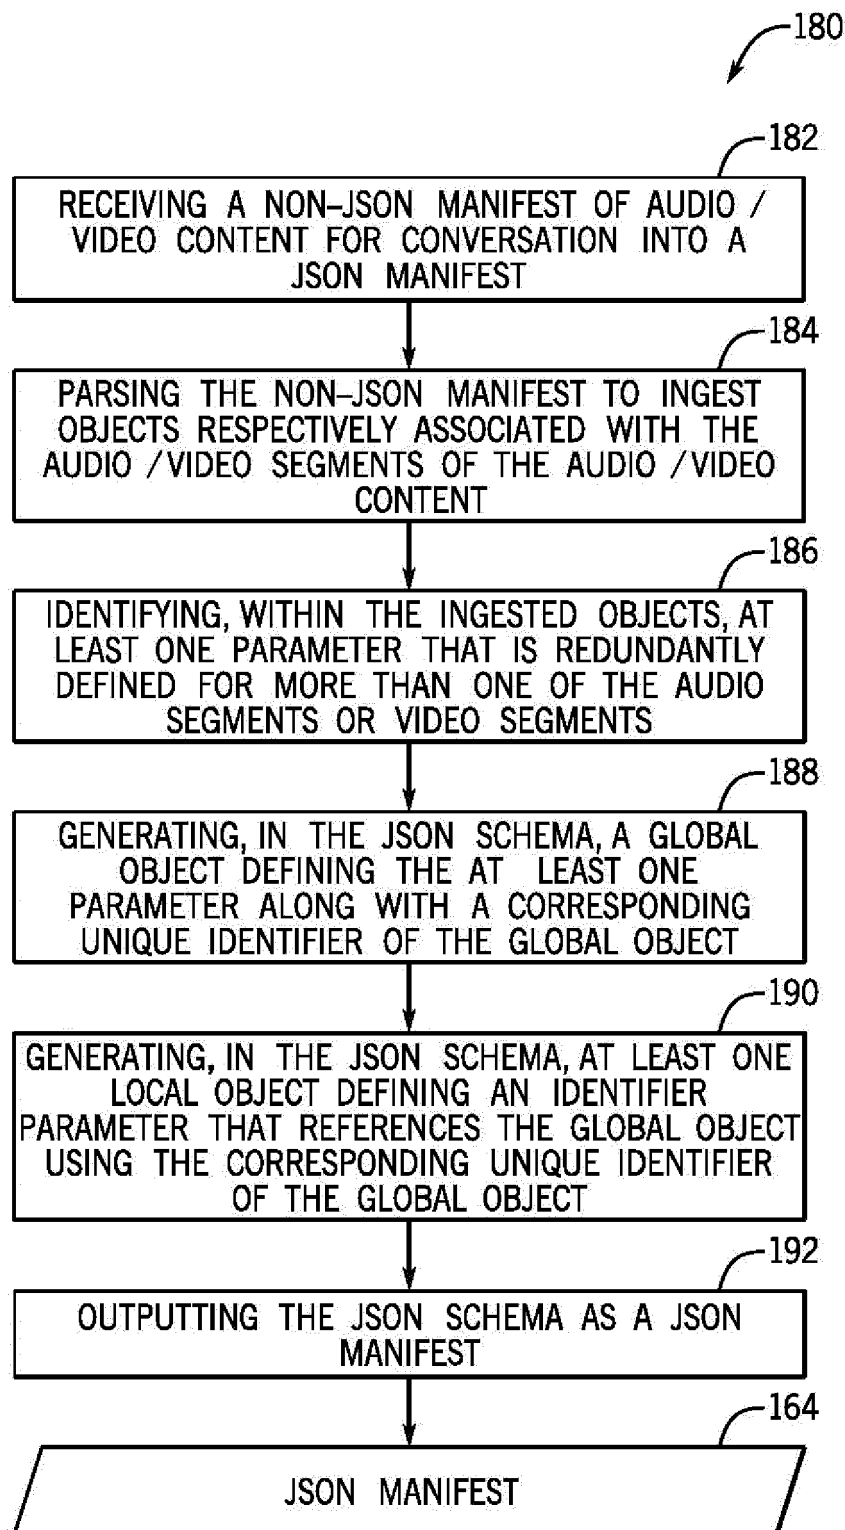 180
182
RECEIVING A NON–JSON MANIFEST OF AUDIO /
VIDEO CONTENT FOR CONVERSATION INTO A
JSON MANIFEST
184
PARSING THE NON–JSON MANIFEST TO INGEST
OBJECTS RESPECTIVELY ASSOCIATED WITH THE
AUDIO /VIDEO SEGMENTS OF THE AUDIO /VIDEO
CONTENT
186
IDENTIFYING, WITHIN THE INGESTED OBJECTS, AT
LEAST ONE PARAMETER THAT IS REDUNDANTLY
DEFINED FOR MORE THAN ONE OF THE AUDIO
SEGMENTS OR VIDEO SEGMENTS
188
GENERATING, IN THE JSON SCHEMA, A GLOBAL
OBJECT DEFINING THE AT LEAST ONE
PARAMETER ALONG WITH A CORRESPONDING
UNIQUE IDENTIFIER OF THE GLOBAL OBJECT
190
GENERATING, IN THE JSON SCHEMA, AT LEAST ONE
LOCAL OBJECT DEFINING AN IDENTIFIER
PARAMETER THAT REFERENCES THE GLOBAL OBJECT
USING THE CORRESPONDING UNIQUE IDENTIFIER
OF THE GLOBAL OBJECT
192
OUTPUTTING THE JSON SCHEMA AS A JSON
MANIFEST
164
JSON MANIFEST